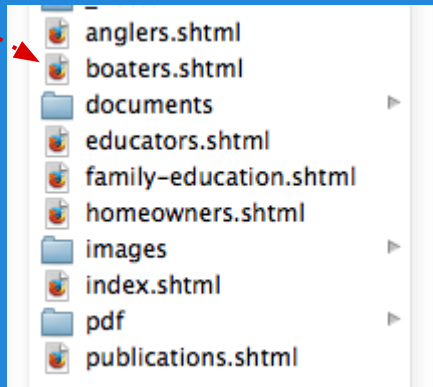 anglers.shtml
boaters.shtml
documents
educators.shtml
family-education.shtml
homeowners.shtml
images
index.shtml
pdf
publications.shtml